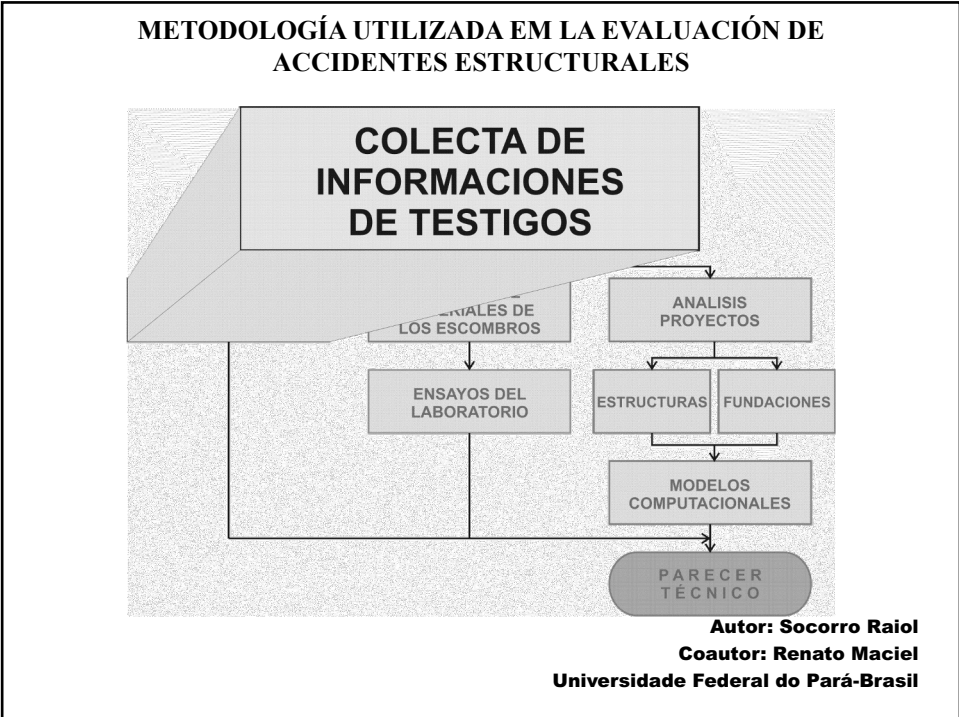 METODOLOGÍA UTILIZADA EM LA EVALUACIÓN DE
ACCIDENTES ESTRUCTURALES
COLECTA DE
INFORMACIONES
DE TESTIGOS
LOS ESCOMBROS
ENSAYOS DEL
LABORATORIO
ANALISIS
PROYECTOS
ESTRUCTURAS
FUNDACIONES
MODELOS
COMPUTACIONALES
PARECER
TÉCNICO
Autor: Socorro Raiol
Coautor: Renato Maciel
Universidade Federal do Pará-Brasil